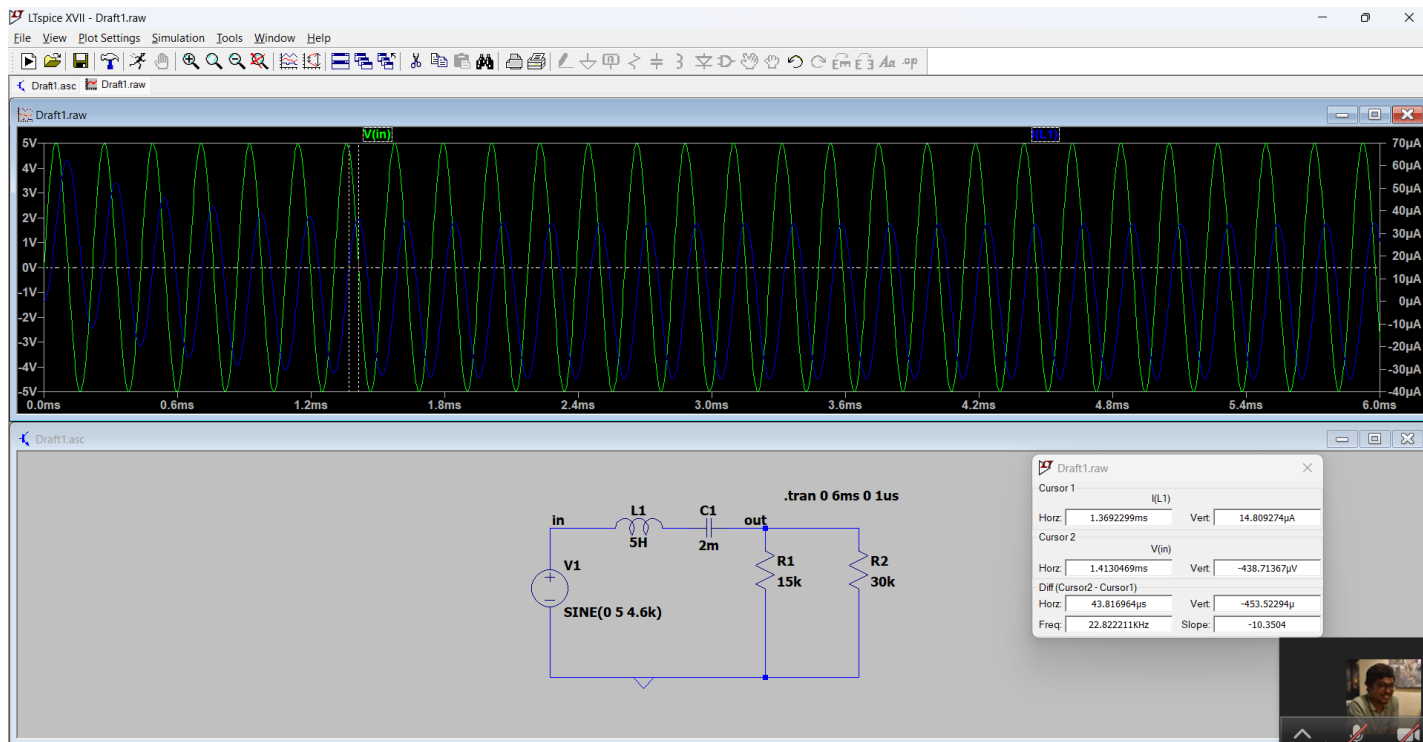 LTspice XVII - Draft1.raw
File View Plot Settings Simulation Tools Window Help
Draft1.asc Draft1.raw
Draft1.raw
V(in) I(L1)
5V 70µA
4V 60µA
3V 50µA
2V 40µA
1V 30µA
0V 20µA
-1V 10µA
-2V 0µA
-3V -10µA
-4V -20µA
-5V -30µA
-40µA
0.0ms 0.6ms 1.2ms 1.8ms 2.4ms 3.0ms 3.6ms 4.2ms 4.8ms 5.4ms 6.0ms
Draft1.asc
.tran 0 6ms 0 1us
in L1 C1 out
5H 2m
V1 R1 R2
15k 30k
SINE(0 5 4.6k)
Draft1.raw
Cursor 1
I(L1)
Horz: 1.3692299ms Vert: 14.809274µA
Cursor 2
V(in)
Horz: 1.4130469ms Vert: -438.71367µV
Diff (Cursor2 - Cursor1)
Horz: 43.816964µs Vert: -453.52294µ
Freq: 22.822211KHz Slope: -10.3504